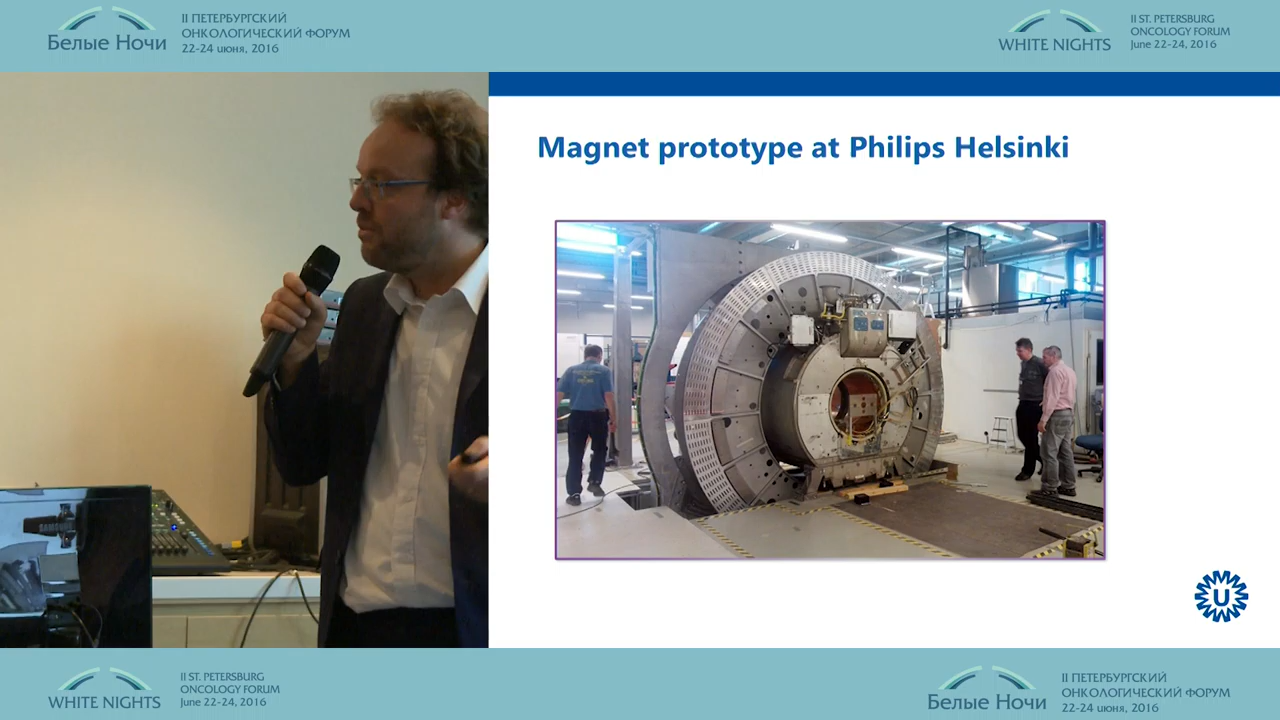 Белые Ночи
II ПЕТЕРБУРГСКИЙ
ОНКОЛОГИЧЕСКИЙ ФОРУМ
22-24 июня, 2016
WHITE NIGHTS
II ST. PETERSBURG
ONCOLOGY FORUM
June 22-24, 2016
Magnet prototype at Philips Helsinki
SAMSUNG
U
WHITE NIGHTS
II ST. PETERSBURG
ONCOLOGY FORUM
June 22-24, 2016
Белые Ночи
II ПЕТЕРБУРГСКИЙ
ОНКОЛОГИЧЕСКИЙ ФОРУМ
22-24 июня, 2016